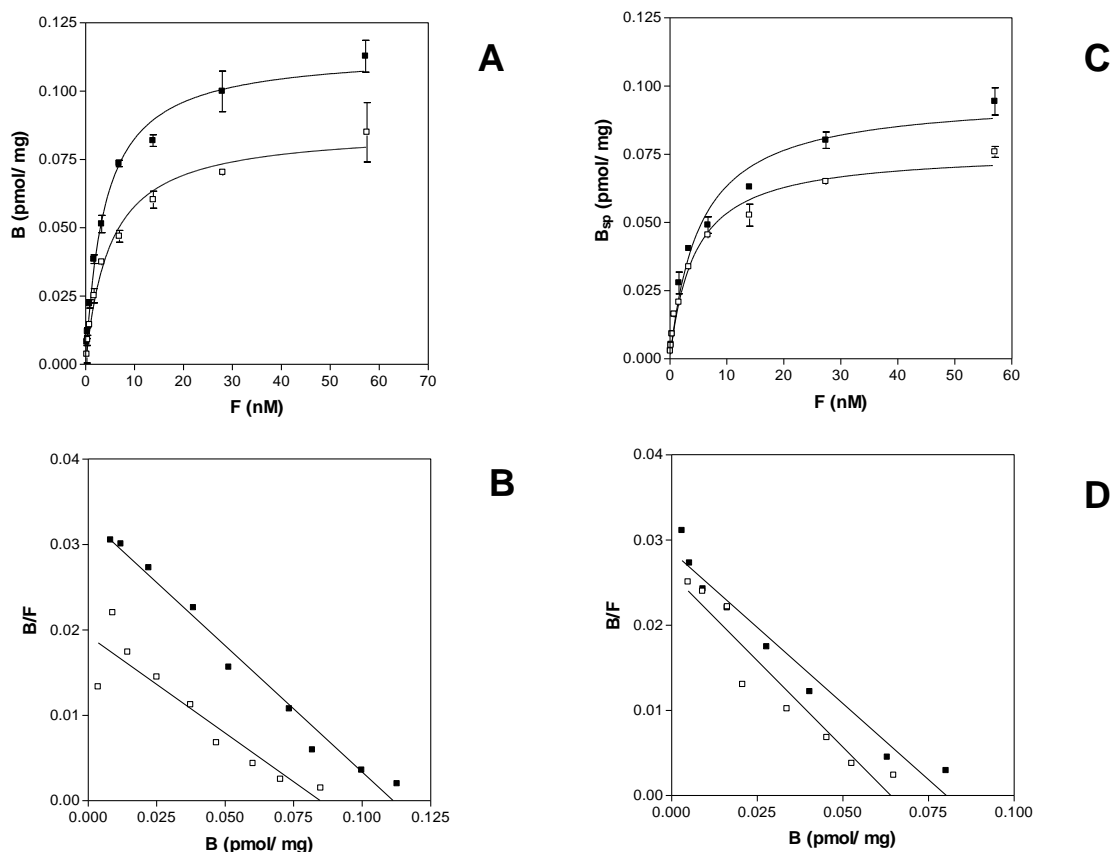 A
B (pmol/ mg)
0.125
0.100
0.075
0.050
0.025
0.000
0 10 20 30 40 50 60 70
F (nM)
C
Bsp (pmol/ mg)
0.125
0.100
0.075
0.050
0.025
0.000
0 10 20 30 40 50 60
F (nM)
B
B/F
0.04
0.03
0.02
0.01
0.00
0.000 0.025 0.050 0.075 0.100 0.125
B (pmol/ mg)
D
B/F
0.04
0.03
0.02
0.01
0.00
0.000 0.025 0.050 0.075 0.100
B (pmol/ mg)